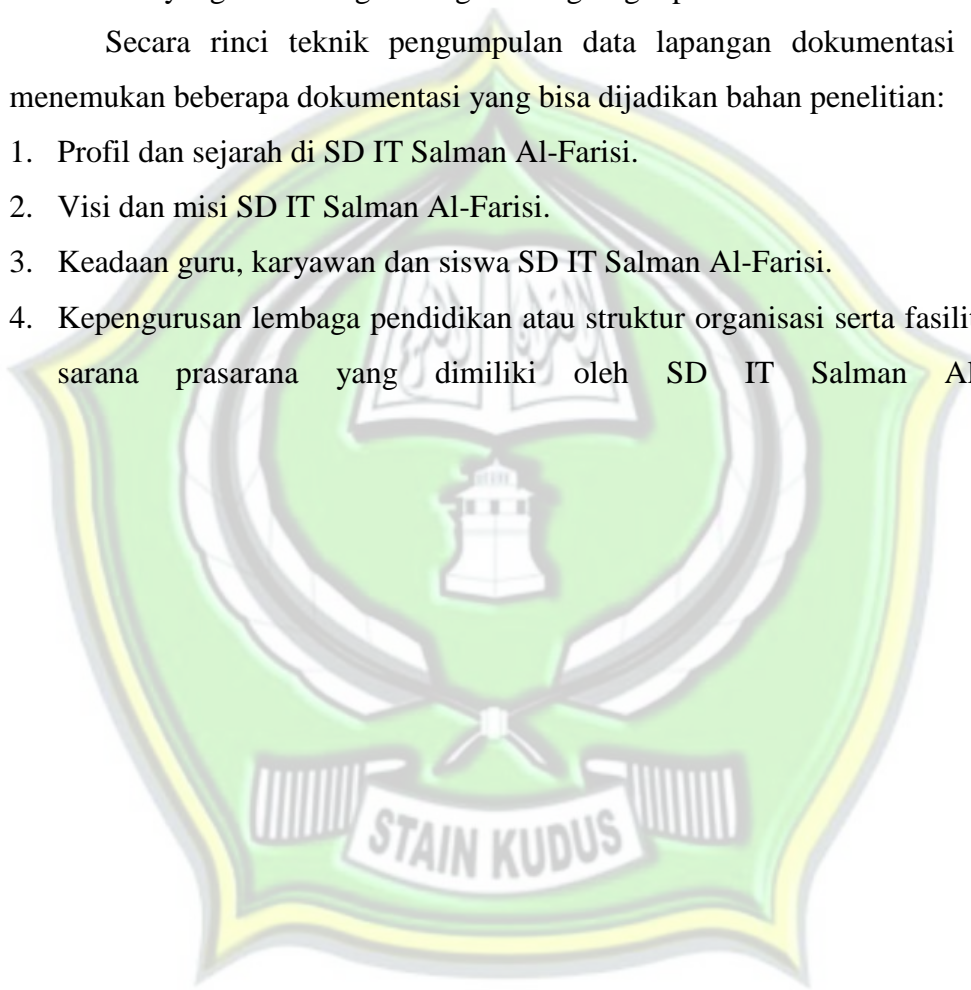 Secara rinci teknik pengumpulan data lapangan dokumentasi
menemukan beberapa dokumentasi yang bisa dijadikan bahan penelitian:
1. Profil dan sejarah di SD IT Salman Al-Farisi.
2. Visi dan misi SD IT Salman Al-Farisi.
3. Keadaan guru, karyawan dan siswa SD IT Salman Al-Farisi.
4. Kepengurusan lembaga pendidikan atau struktur organisasi serta
sarana prasarana yang dimiliki oleh SD IT Salman
STAIN KUDUS